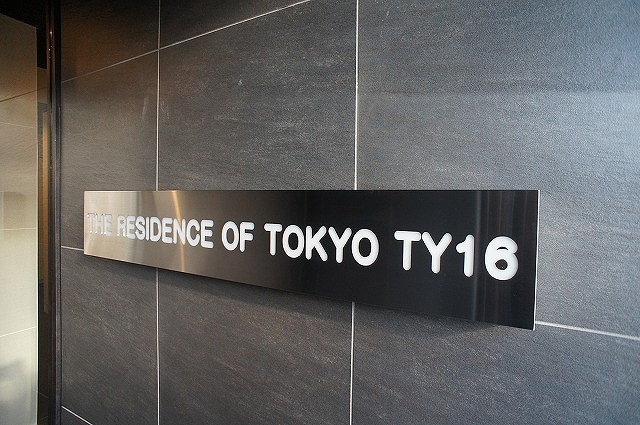 THE RESIDENCE OF TOKYO TY16